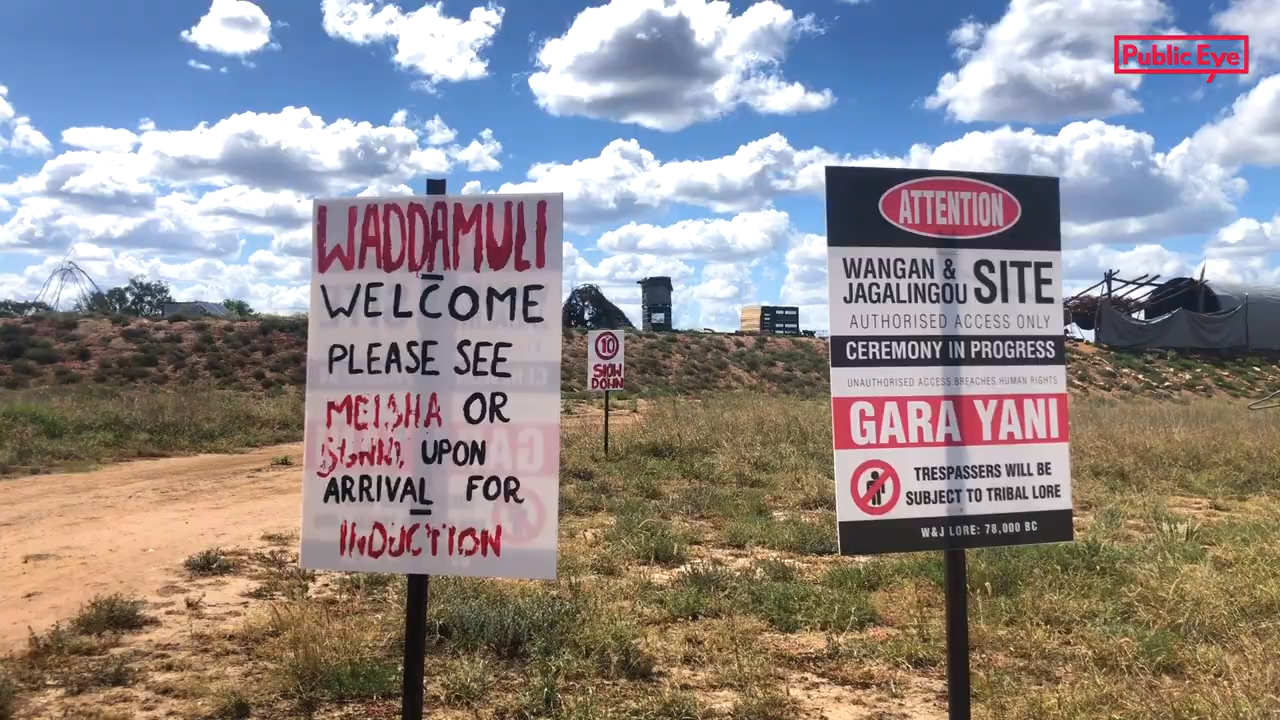 Public Eye
WADDAMULI
WELCOME
PLEASE SEE
MEISHA OR
UPON
ARRIVAL FOR
INDUCTION
10
SLOW
DOWN
ATTENTION
WANGAN &
JAGALINGOU SITE
AUTHORISED ACCESS ONLY
CEREMONY IN PROGRESS
UNAUTHORISED ACCESS BREACHES HUMAN RIGHTS
GARA YANI
TRESPASSERS WILL BE
SUBJECT TO TRIBAL LORE
W&J LORE: 78,000 BC